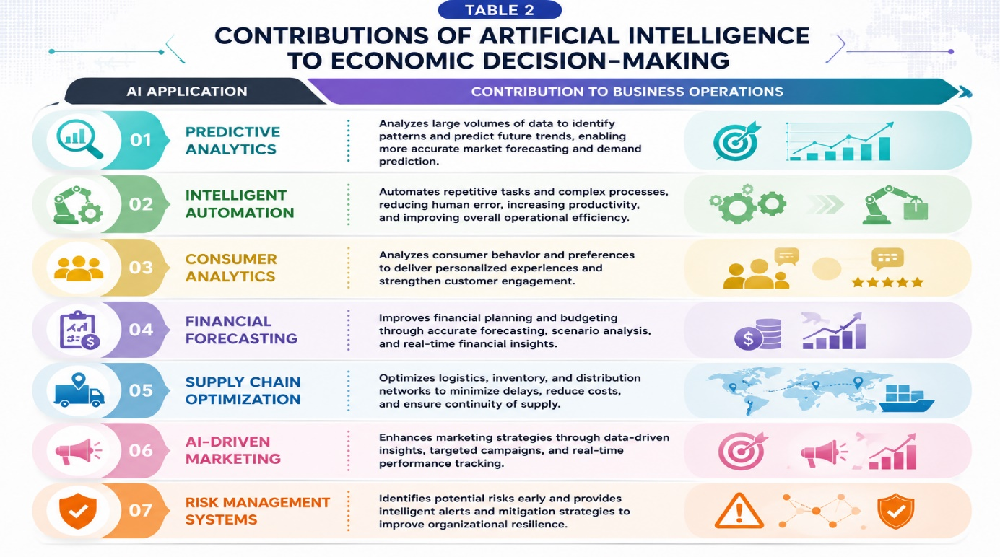 TABLE 2
CONTRIBUTIONS OF ARTIFICIAL INTELLIGENCE
TO ECONOMIC DECISION-MAKING
AI APPLICATION
CONTRIBUTION TO BUSINESS OPERATIONS
01
PREDICTIVE
ANALYTICS
Analyzes large volumes of data to identify
patterns and predict future trends, enabling
more accurate market forecasting and demand
prediction.
02
INTELLIGENT
AUTOMATION
Automates repetitive tasks and complex processes,
reducing human error, increasing productivity,
and improving overall operational efficiency.
03
CONSUMER
ANALYTICS
Analyzes consumer behavior and preferences
to deliver personalized experiences and
strengthen customer engagement.
04
FINANCIAL
FORECASTING
Improves financial planning and budgeting
through accurate forecasting, scenario analysis,
and real-time financial insights.
05
SUPPLY CHAIN
OPTIMIZATION
Optimizes logistics, inventory, and distribution
networks to minimize delays, reduce costs,
and ensure continuity of supply.
06
AI-DRIVEN
MARKETING
Enhances marketing strategies through data-driven
insights, targeted campaigns, and real-time
performance tracking.
07
RISK MANAGEMENT
SYSTEMS
Identifies potential risks early and provides
intelligent alerts and mitigation strategies to
improve organizational resilience.